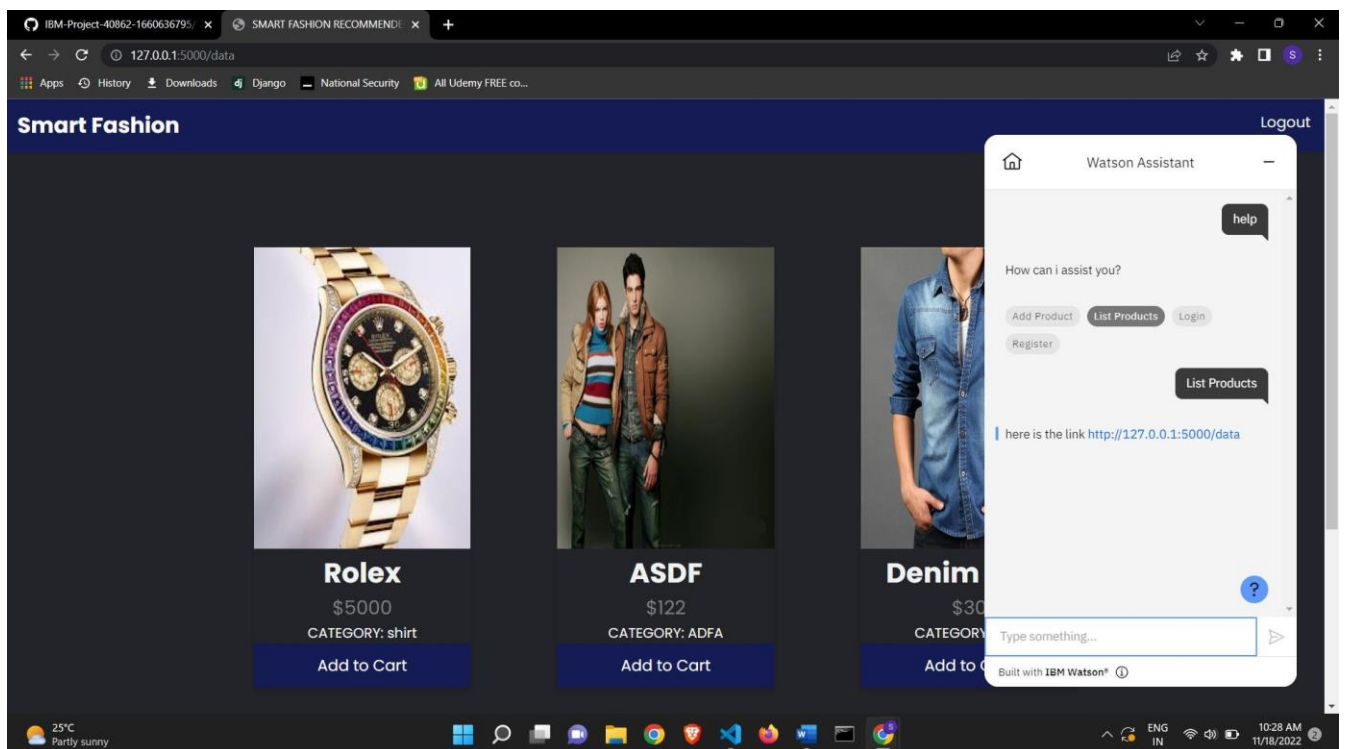 IBM-Project-40862-1660636795/
SMART FASHION RECOMMENDE
127.0.0.1:5000/data
S
Apps
History
Downloads
dj Django
National Security
All Udemy FREE co...
Smart Fashion
Logout
Watson Assistant
help
How can i assist you?
Add Product
List Products
Login
Register
List Products
here is the link http://127.0.0.1:5000/data
?
Type something...
Built with IBM Watson®
ROLEX
Rolex
$5000
CATEGORY: shirt
Add to Cart
ASDF
$122
CATEGORY: ADFA
Add to Cart
Denim
$30
CATEGORY
Add to C
25°C
Partly sunny
ENG
IN
10:28 AM
11/18/2022
2